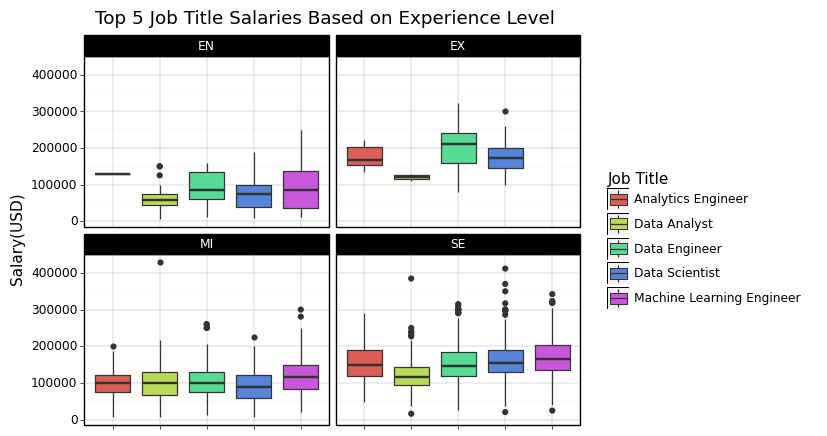 Top 5 Job Title Salaries Based on Experience Level
EN
EX
400000
300000
200000
100000
0
MI
SE
400000
300000
200000
100000
0
Salary(USD)
Job Title
Analytics Engineer
Data Analyst
Data Engineer
Data Scientist
Machine Learning Engineer